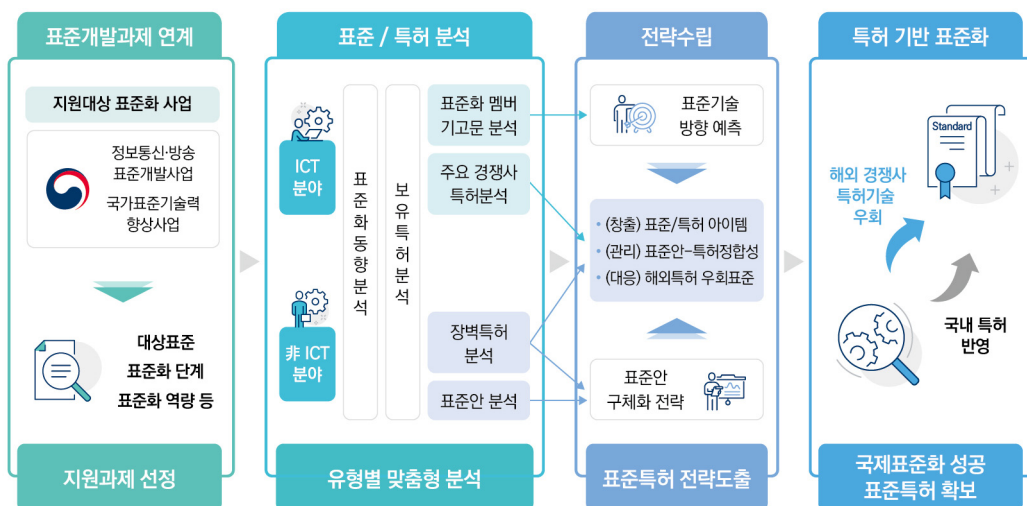 표준개발과제 연계
지원대상 표준화 사업
정보통신·방송
표준개발사업
국가표준기술력
향상사업
대상표준
표준화 단계
표준화 역량 등
지원과제 선정
표준 / 특허 분석
ICT
분야
非 ICT
분야
표준화동향분석
보유특허분석
표준화 멤버
기고문 분석
주요 경쟁사
특허분석
장벽특허
분석
표준안 분석
유형별 맞춤형 분석
전략수립
표준기술
방향 예측
• (창출) 표준/특허 아이템
• (관리) 표준안–특허정합성
• (대응) 해외특허 우회표준
표준안
구체화 전략
표준특허 전략도출
특허 기반 표준화
Standard
해외 경쟁사
특허기술
우회
국내 특허
반영
국제표준화 성공
표준특허 확보